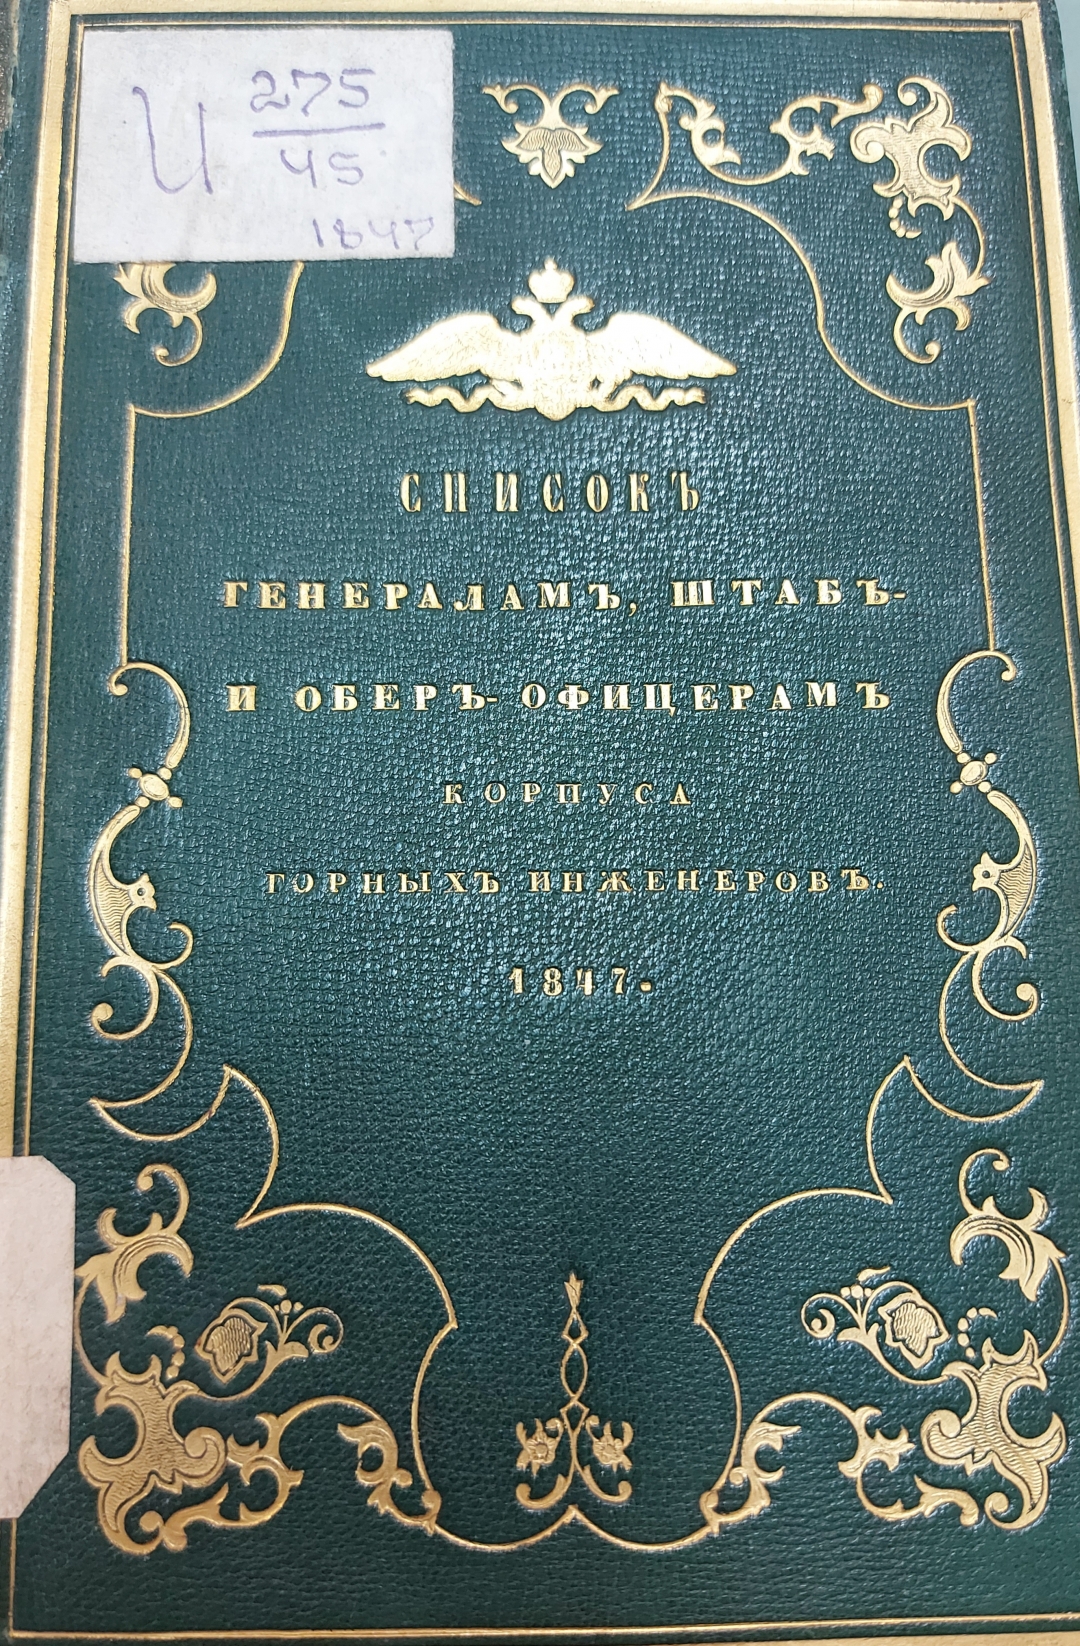 И 275
45
1847
СПИСОКЪ
ГЕНЕРАЛАМЪ, ШТАБЪ-
И ОБЕРЪ-ОФИЦЕРАМЪ
КОРПУСА
ГОРНЫХЪ ИНЖЕНЕРОВЪ.
1847.